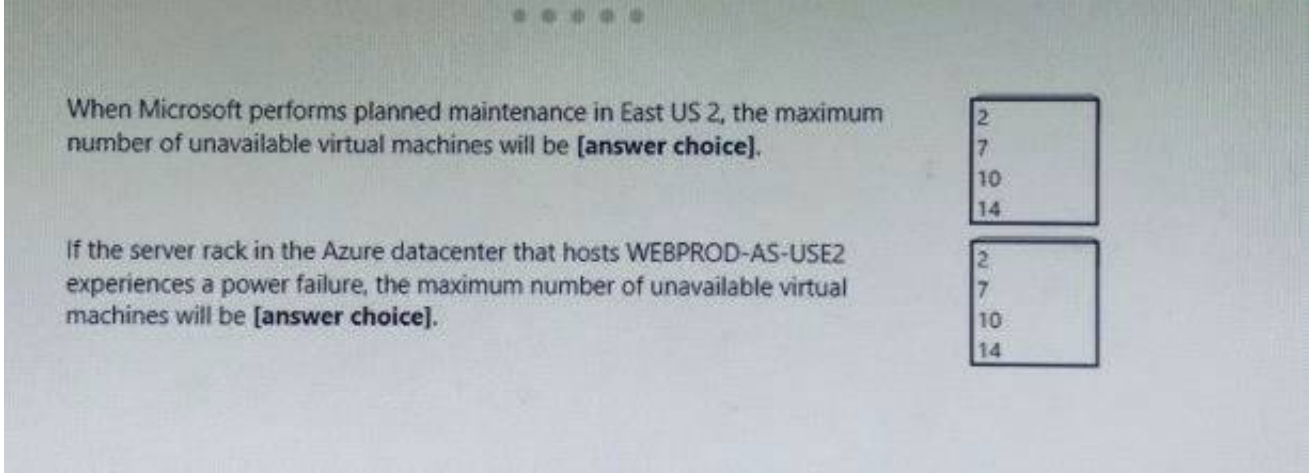 When Microsoft performs planned maintenance in East US 2, the maximum
number of unavailable virtual machines will be [answer choice].
2
7
10
14
If the server rack in the Azure datacenter that hosts WEBPROD-AS-USE2
experiences a power failure, the maximum number of unavailable virtual
machines will be [answer choice].
2
7
10
14